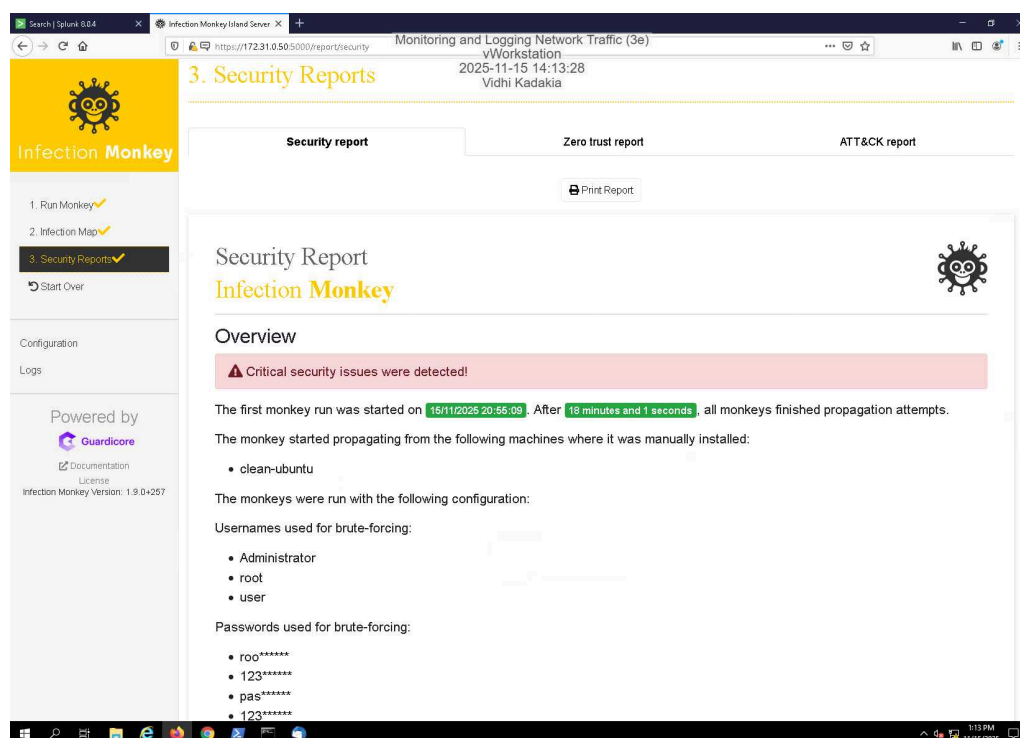 Search | Splunk 8.0.4
Infection Monkey Island Server
https://172.31.0.50:5000/report/security
Monitoring and Logging Network Traffic (3e)
vWorkstation
2025-11-15 14:13:28
Vidhi Kadakia
Infection Monkey
1. Run Monkey
2. Infection Map
3. Security Reports
Start Over
Configuration
Logs
Powered by
Guardicore
Documentation
License
Infection Monkey Version: 1.9.0+257
3. Security Reports
Security report
Zero trust report
ATT&CK report
Print Report
Security Report
Infection Monkey
Overview
Critical security issues were detected!
The first monkey run was started on 15/11/2025 20:55:09. After 18 minutes and 1 seconds, all monkeys finished propagation attempts.
The monkey started propagating from the following machines where it was manually installed:
• clean-ubuntu
The monkeys were run with the following configuration:
Usernames used for brute-forcing:
• Administrator
• root
• user
Passwords used for brute-forcing:
• roo******
• 123******
• pas******
• 123******
1:13 PM